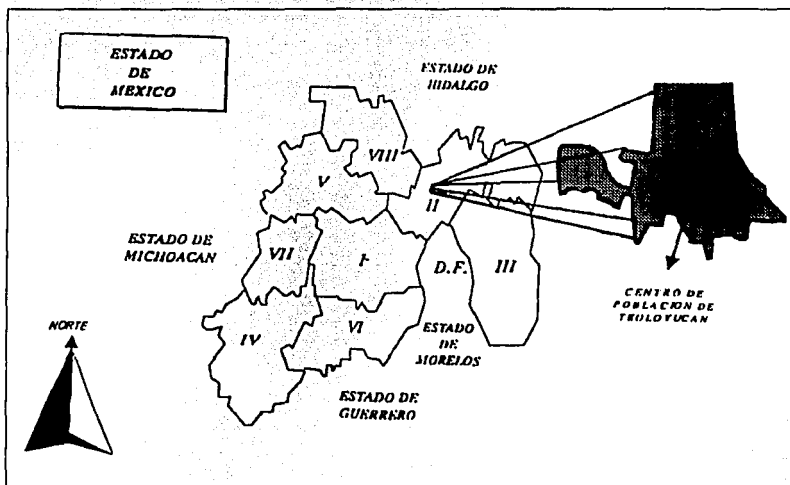 ESTADO
DE
MEXICO
ESTADO DE
HIDALGO
VIII
V
II
ESTADO DE
MICHOACAN
VII
I
D.F.
III
CENTRO DE
POBLACION DE
TEOLOYUCAN
NORTE
IV
VI
ESTADO
DE
MORELOS
ESTADO DE
GUERRERO